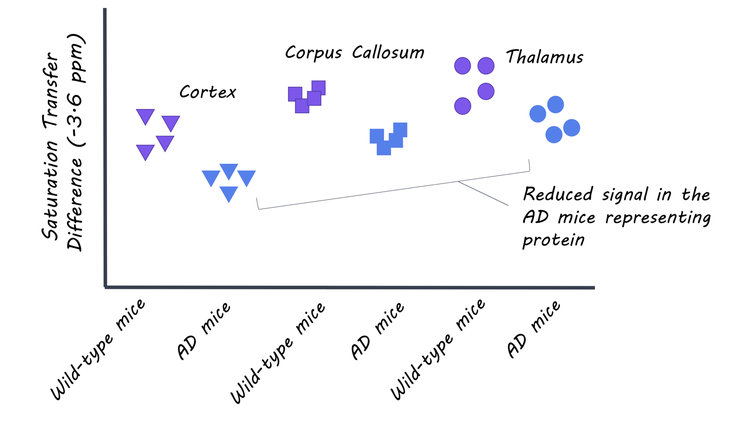 Saturation Transfer
Difference (-3.6 ppm)
Cortex
Corpus Callosum
Thalamus
Reduced signal in the
AD mice representing
protein
Wild-type mice
AD mice
Wild-type mice
AD mice
Wild-type mice
AD mice